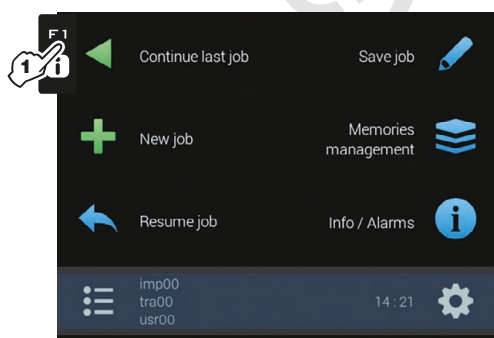 F1
1 i
Continue last job
Save job
New job
Memories
management
Resume job
Info / Alarms
i
imp00
tra00
usr00
14:21